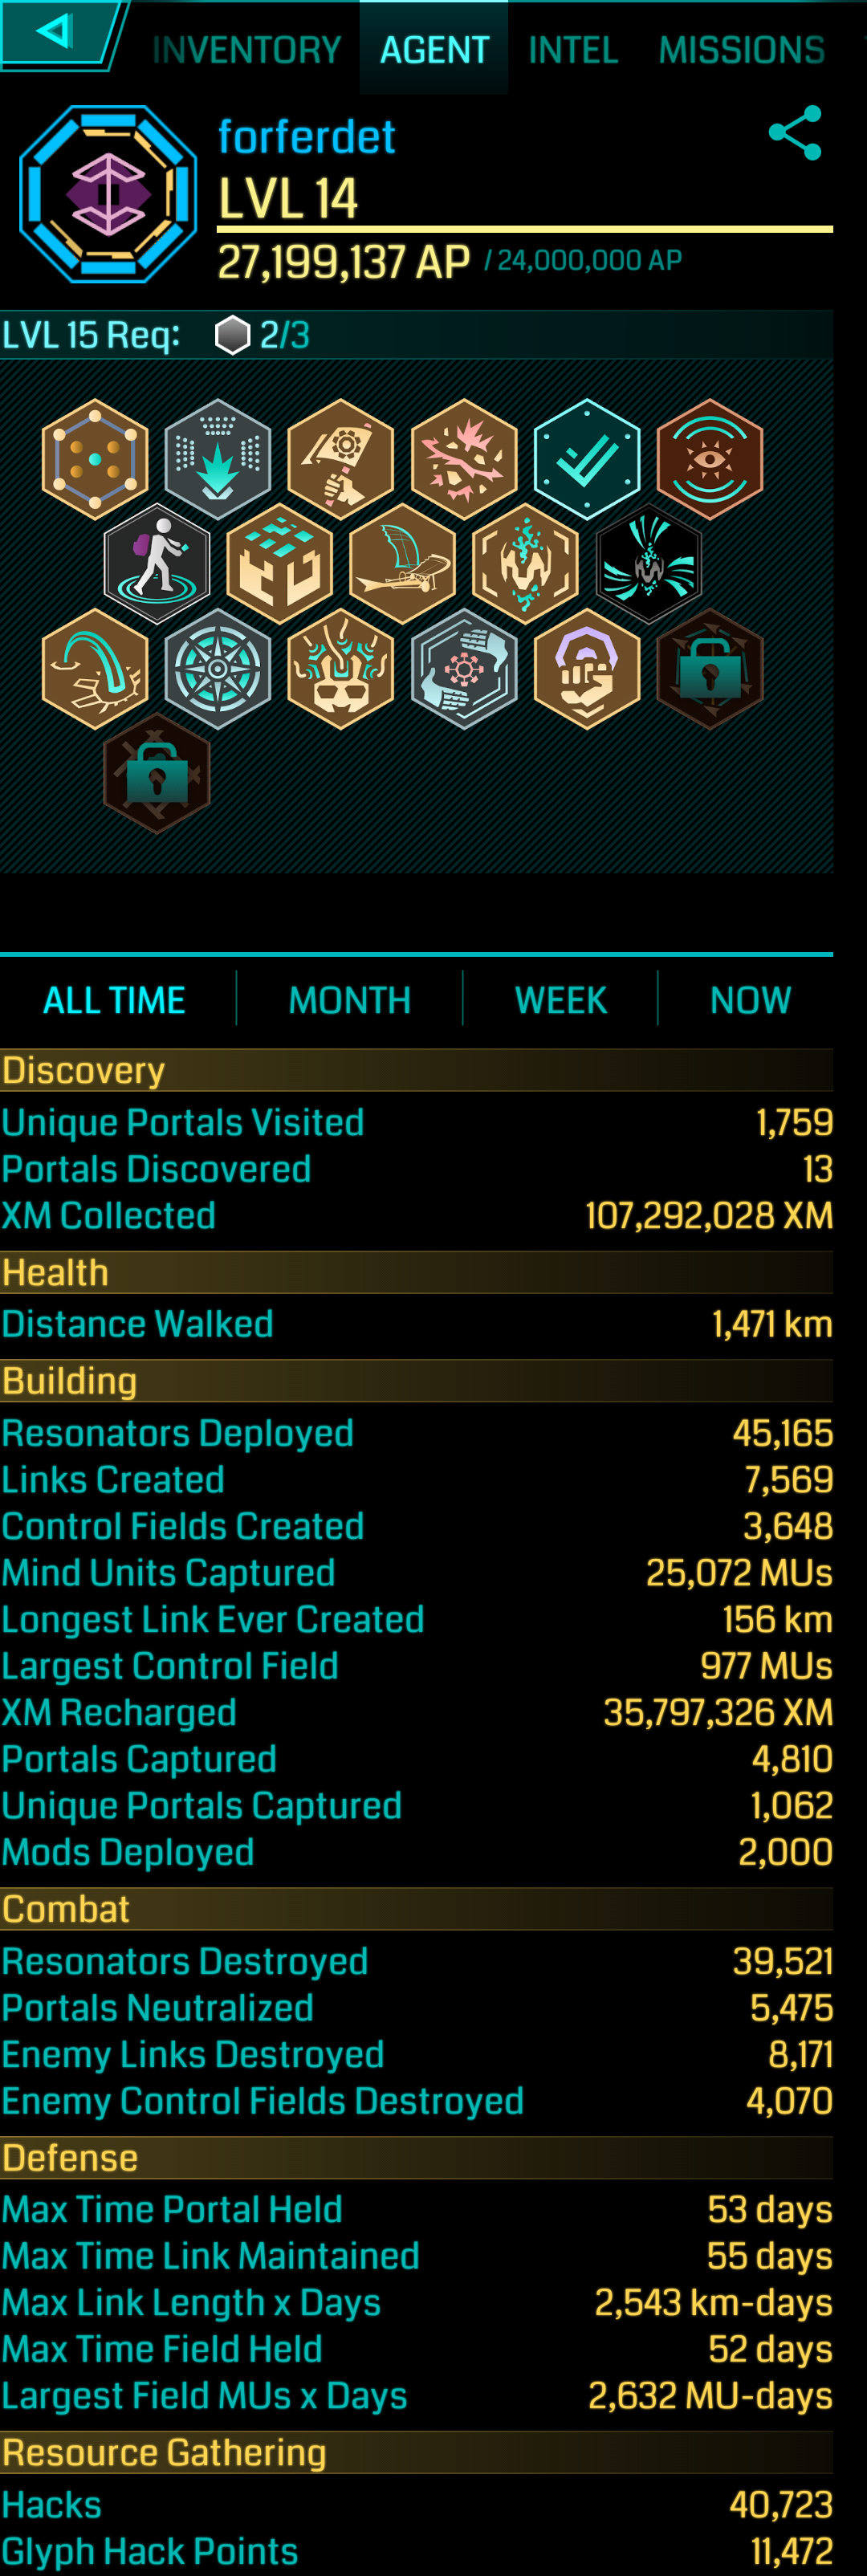 INVENTORY AGENT INTEL MISSIONS
forferdet
LVL 14
27,199,137 AP / 24,000,000 AP
LVL 15 Req: 2/3
ALL TIME MONTH WEEK NOW
Discovery
Unique Portals Visited 1,759
Portals Discovered 13
XM Collected 107,292,028 XM
Health
Distance Walked 1,471 km
Building
Resonators Deployed 45,165
Links Created 7,569
Control Fields Created 3,648
Mind Units Captured 25,072 MUs
Longest Link Ever Created 156 km
Largest Control Field 977 MUs
XM Recharged 35,797,326 XM
Portals Captured 4,810
Unique Portals Captured 1,062
Mods Deployed 2,000
Combat
Resonators Destroyed 39,521
Portals Neutralized 5,475
Enemy Links Destroyed 8,171
Enemy Control Fields Destroyed 4,070
Defense
Max Time Portal Held 53 days
Max Time Link Maintained 55 days
Max Link Length x Days 2,543 km-days
Max Time Field Held 52 days
Largest Field MUs x Days 2,632 MU-days
Resource Gathering
Hacks 40,723
Glyph Hack Points 11,472